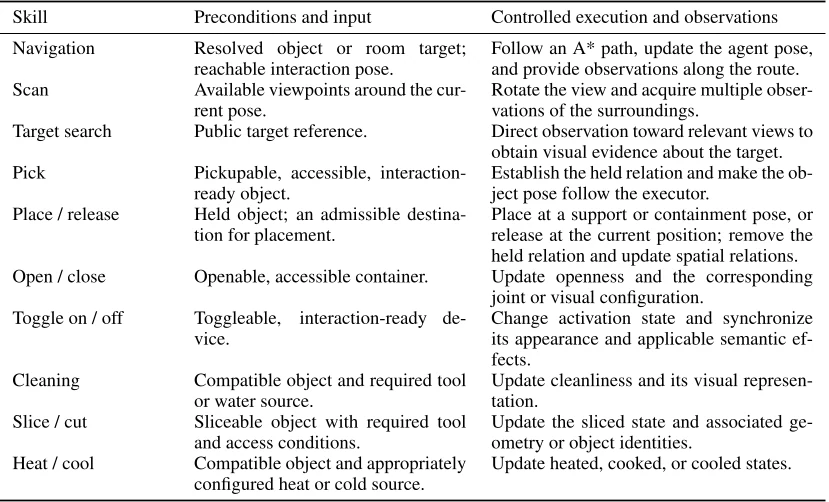 Skill Preconditions and input Controlled execution and observations
Navigation Resolved object or room target; Follow an A* path, update the agent pose,
reachable interaction pose. and provide observations along the route.
Scan Available viewpoints around the cur- Rotate the view and acquire multiple obser-
rent pose. vations of the surroundings.
Target search Public target reference. Direct observation toward relevant views to
obtain visual evidence about the target.
Pick Pickupable, accessible, interaction- Establish the held relation and make the ob-
ready object. ject pose follow the executor.
Place / release Held object; an admissible destina- Place at a support or containment pose, or
tion for placement. release at the current position; remove the
held relation and update spatial relations.
Open / close Openable, accessible container. Update openness and the corresponding
joint or visual configuration.
Toggle on / off Toggleable, interaction-ready de- Change activation state and synchronize
vice. its appearance and applicable semantic ef-
fects.
Cleaning Compatible object and required tool Update cleanliness and its visual represen-
or water source. tation.
Slice / cut Sliceable object with required tool Update the sliced state and associated ge-
and access conditions. ometry or object identities.
Heat / cool Compatible object and appropriately Update heated, cooked, or cooled states.
configured heat or cold source.